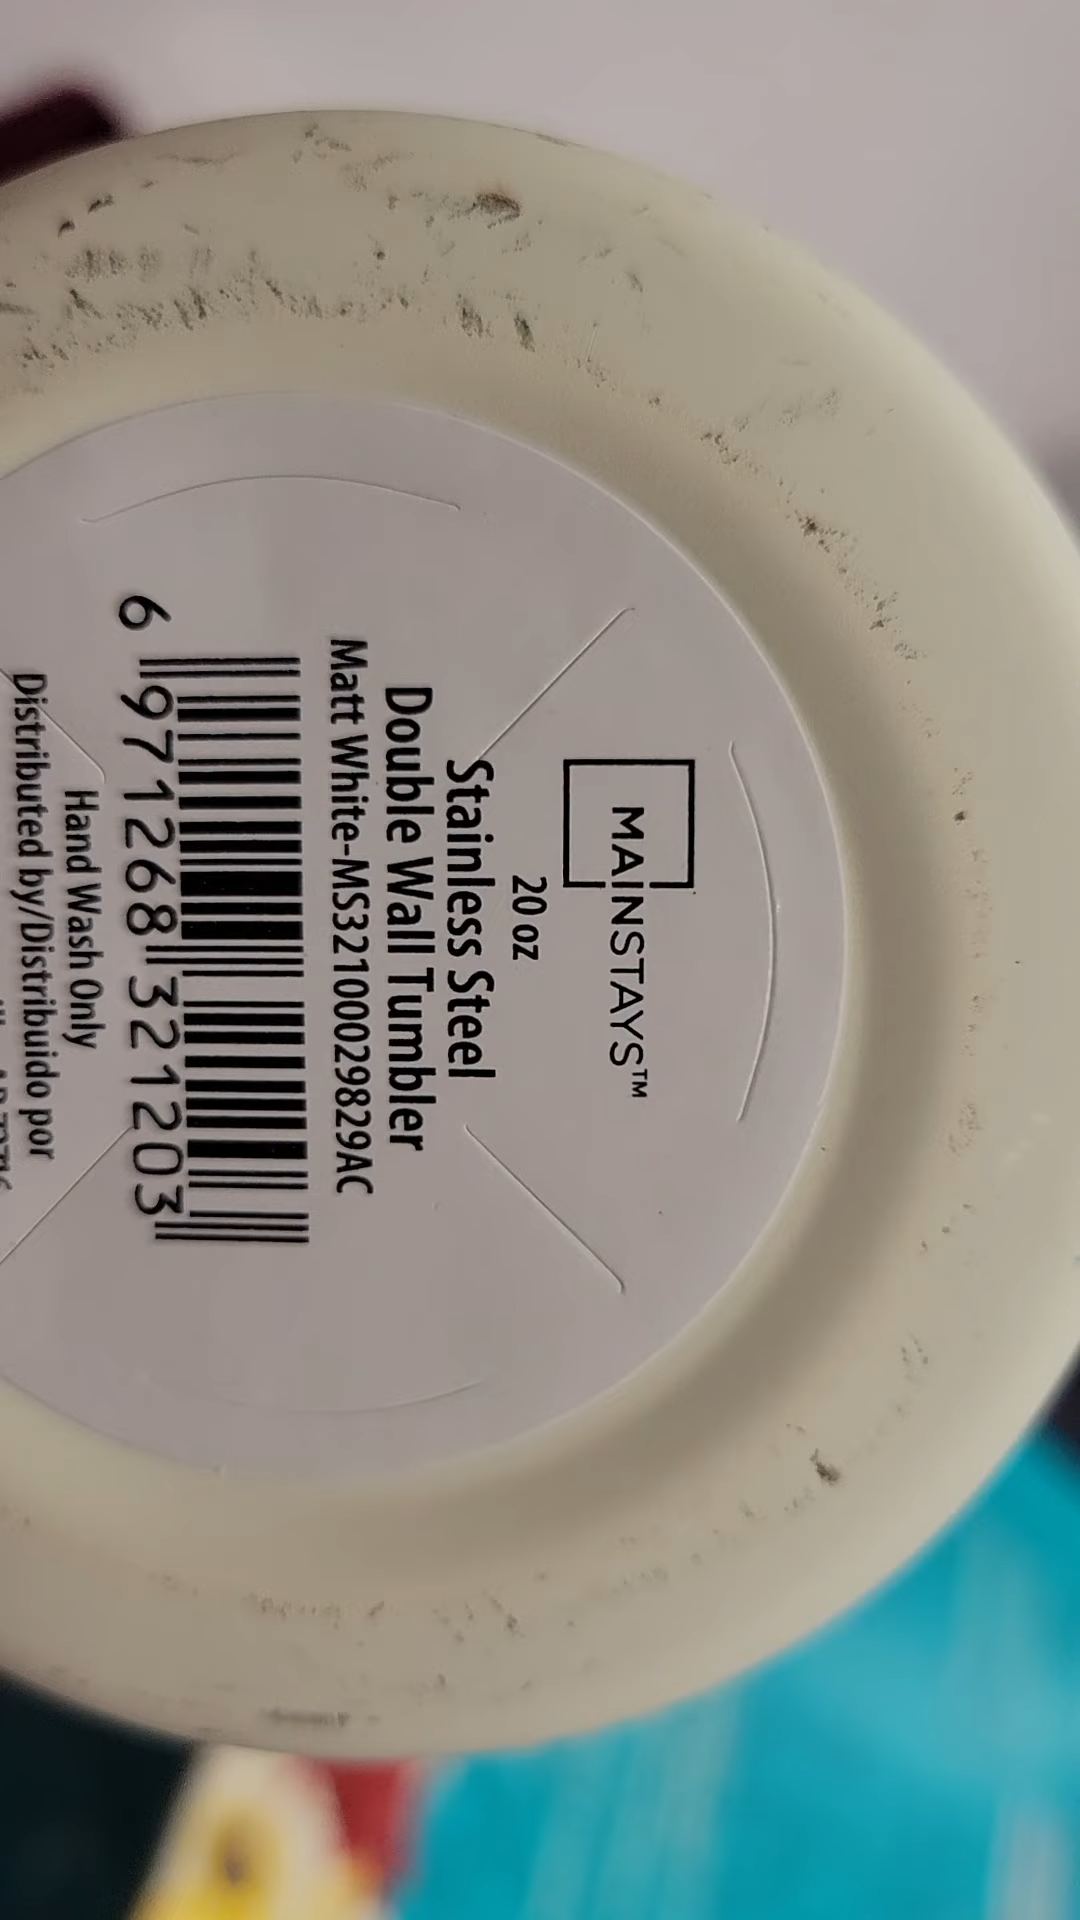 MAINSTAYS™
20 oz
Stainless Steel
Double Wall Tumbler
Matt White-MS32100029829AC
6 971268 321203
Hand Wash Only
Distributed by/Distribuido por